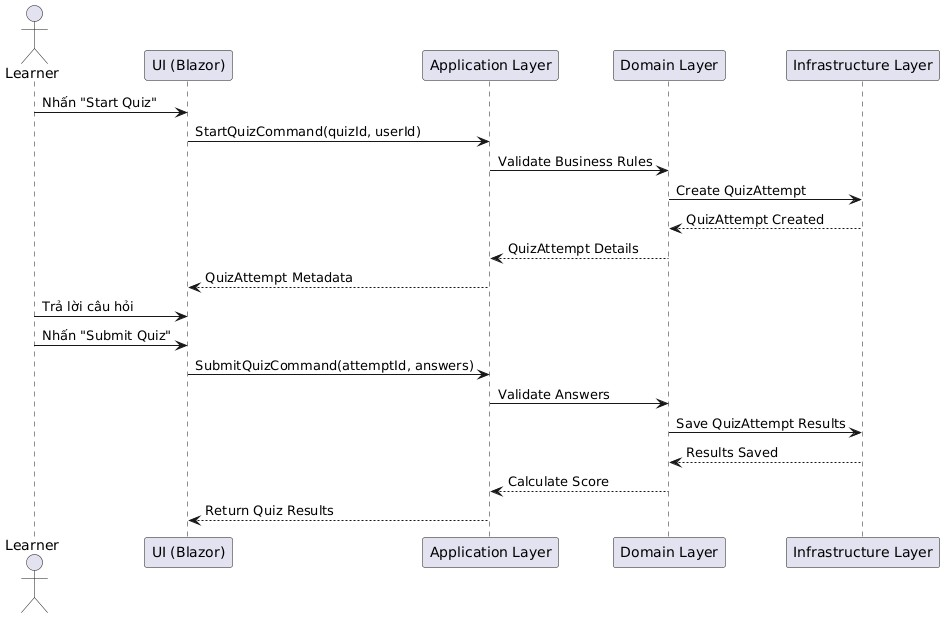 Learner
UI (Blazor)
Application Layer
Domain Layer
Infrastructure Layer
Nhấn "Start Quiz"
StartQuizCommand(quizId, userId)
Validate Business Rules
Create QuizAttempt
QuizAttempt Created
QuizAttempt Details
QuizAttempt Metadata
Trả lời câu hỏi
Nhấn "Submit Quiz"
SubmitQuizCommand(attemptId, answers)
Validate Answers
Save QuizAttempt Results
Results Saved
Calculate Score
Return Quiz Results
Learner
UI (Blazor)
Application Layer
Domain Layer
Infrastructure Layer